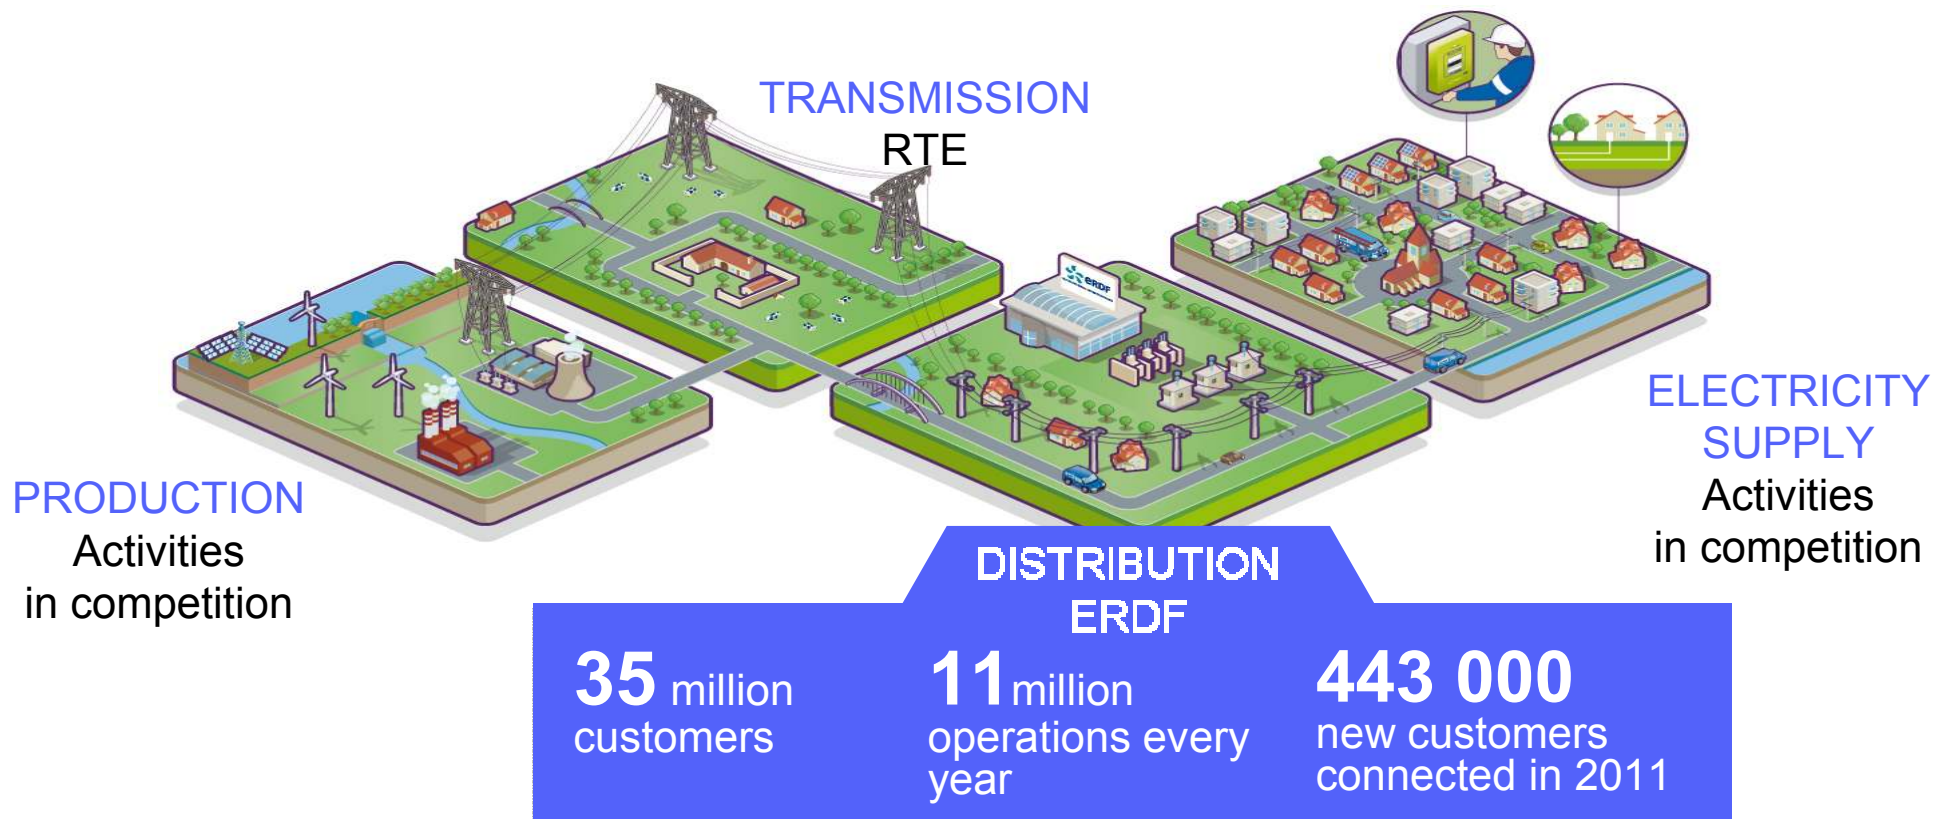 TRANSMISSION
RTE
eRDF
PRODUCTION
Activities
in competition
ELECTRICITY
SUPPLY
Activities
in competition
DISTRIBUTION
ERDF
35 million
customers
11 million
operations every
year
443 000
new customers
connected in 2011